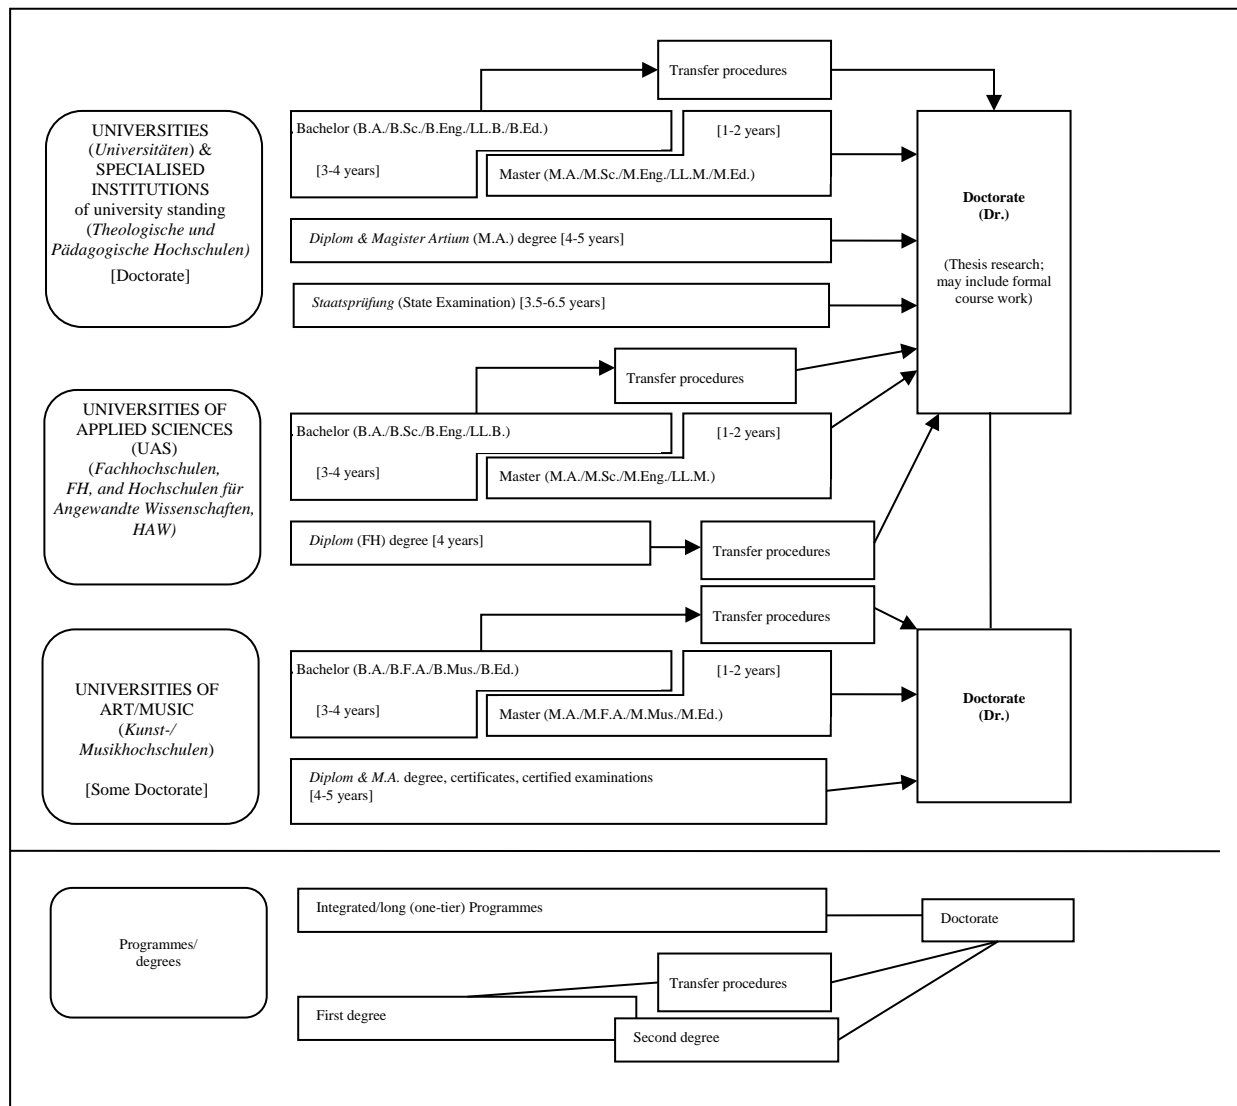 Transfer procedures
UNIVERSITIES
(Universitäten) &
SPECIALISED
INSTITUTIONS
of university standing
(Theologische und
Pädagogische Hochschulen)
[Doctorate]
Bachelor (B.A./B.Sc./B.Eng./LL.B./B.Ed.)
[1-2 years]
[3-4 years]
Master (M.A./M.Sc./M.Eng./LL.M./M.Ed.)
Diplom & Magister Artium (M.A.) degree [4-5 years]
Staatsprüfung (State Examination) [3.5-6.5 years]
Doctorate
(Dr.)
(Thesis research;
may include formal
course work)
UNIVERSITIES OF
APPLIED SCIENCES
(UAS)
(Fachhochschulen,
FH, and Hochschulen für
Angewandte Wissenschaften,
HAW)
Transfer procedures
Bachelor (B.A./B.Sc./B.Eng./LL.B.)
[1-2 years]
[3-4 years]
Master (M.A./M.Sc./M.Eng./LL.M.)
Diplom (FH) degree [4 years]
Transfer procedures
UNIVERSITIES OF
ART/MUSIC
(Kunst-/
Musikhochschulen)
[Some Doctorate]
Transfer procedures
Bachelor (B.A./B.F.A./B.Mus./B.Ed.)
[1-2 years]
[3-4 years]
Master (M.A./M.F.A./M.Mus./M.Ed.)
Diplom & M.A. degree, certificates, certified examinations
[4-5 years]
Doctorate
(Dr.)
Programmes/
degrees
Integrated/long (one-tier) Programmes
Doctorate
Transfer procedures
First degree
Second degree